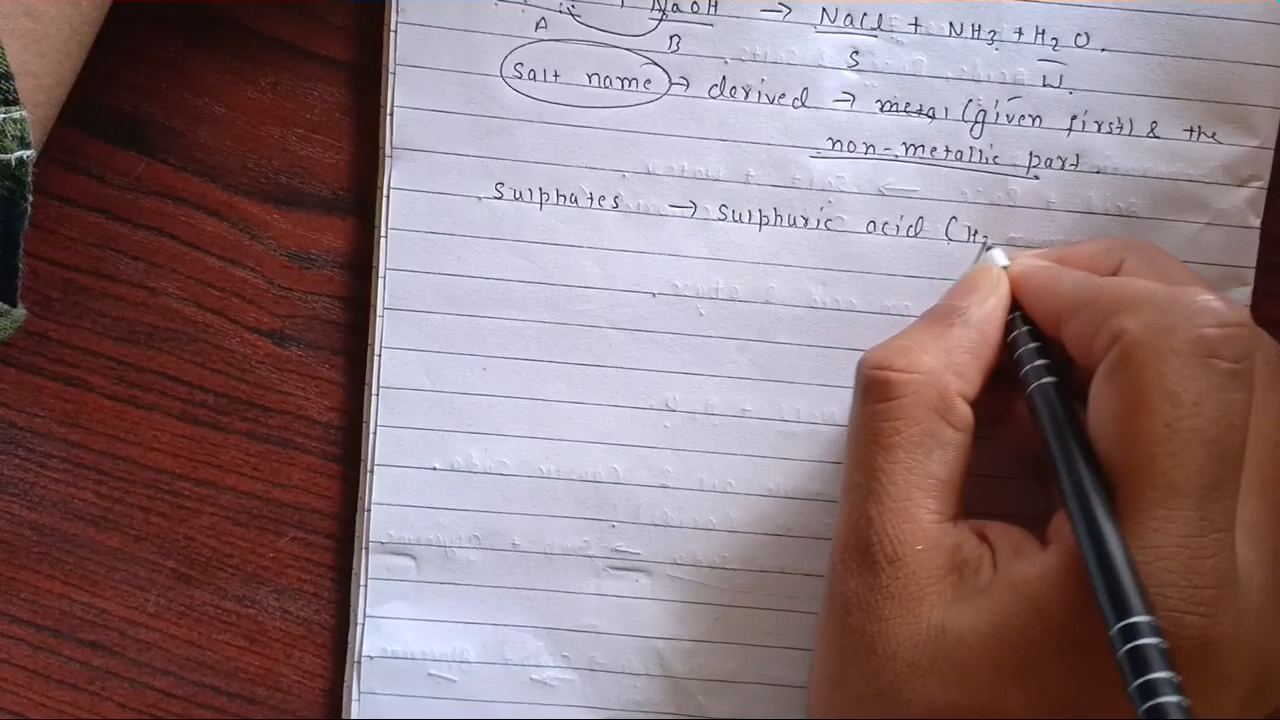 NaOH → NaCl + NH3 + H2O.
A B S W.
Salt name → derived → metal (given first) & the
non-metallic part.
Sulphates → Sulphuric acid (H2